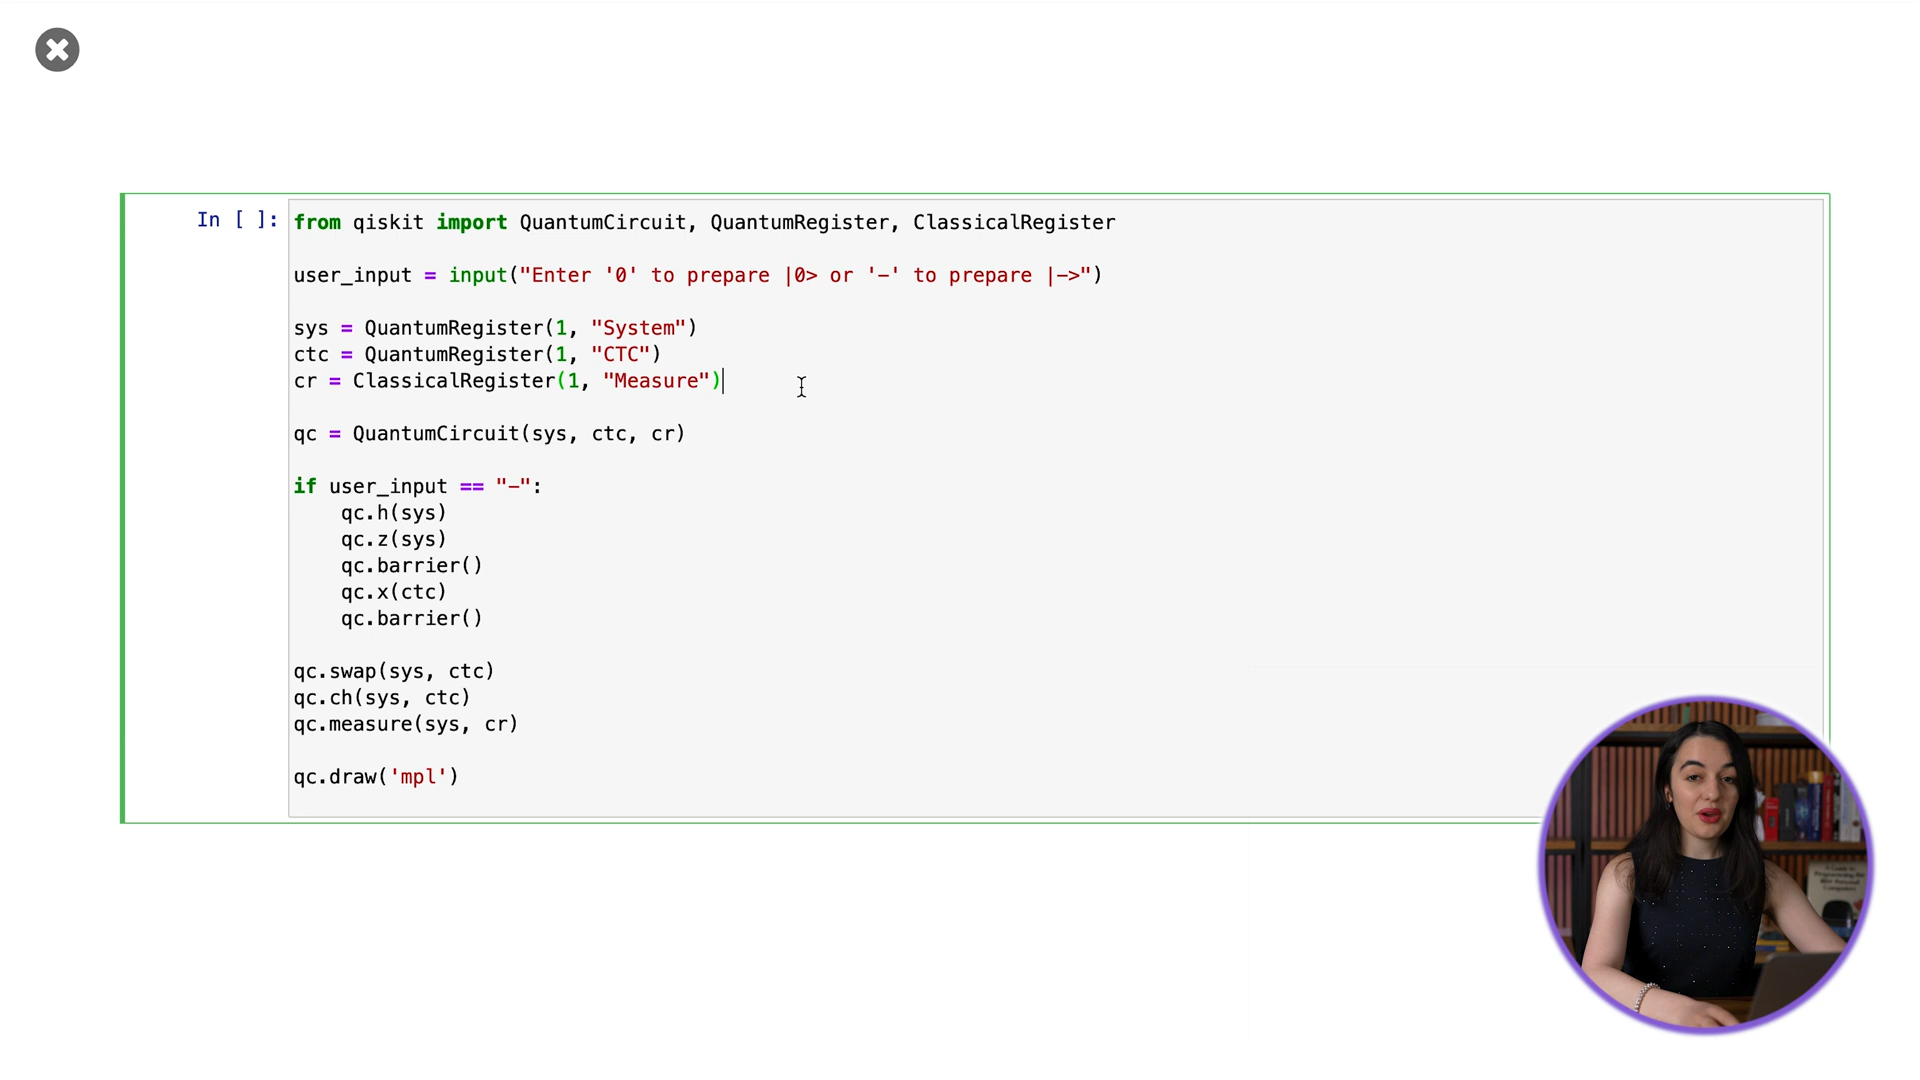 In [ ]:
from qiskit import QuantumCircuit, QuantumRegister, ClassicalRegister
user_input = input("Enter '0' to prepare |0> or '-' to prepare |->")
sys = QuantumRegister(1, "System")
ctc = QuantumRegister(1, "CTC")
cr = ClassicalRegister(1, "Measure")
qc = QuantumCircuit(sys, ctc, cr)
if user_input == "-":
    qc.h(sys)
    qc.z(sys)
    qc.barrier()
    qc.x(ctc)
    qc.barrier()
qc.swap(sys, ctc)
qc.ch(sys, ctc)
qc.measure(sys, cr)
qc.draw('mpl')